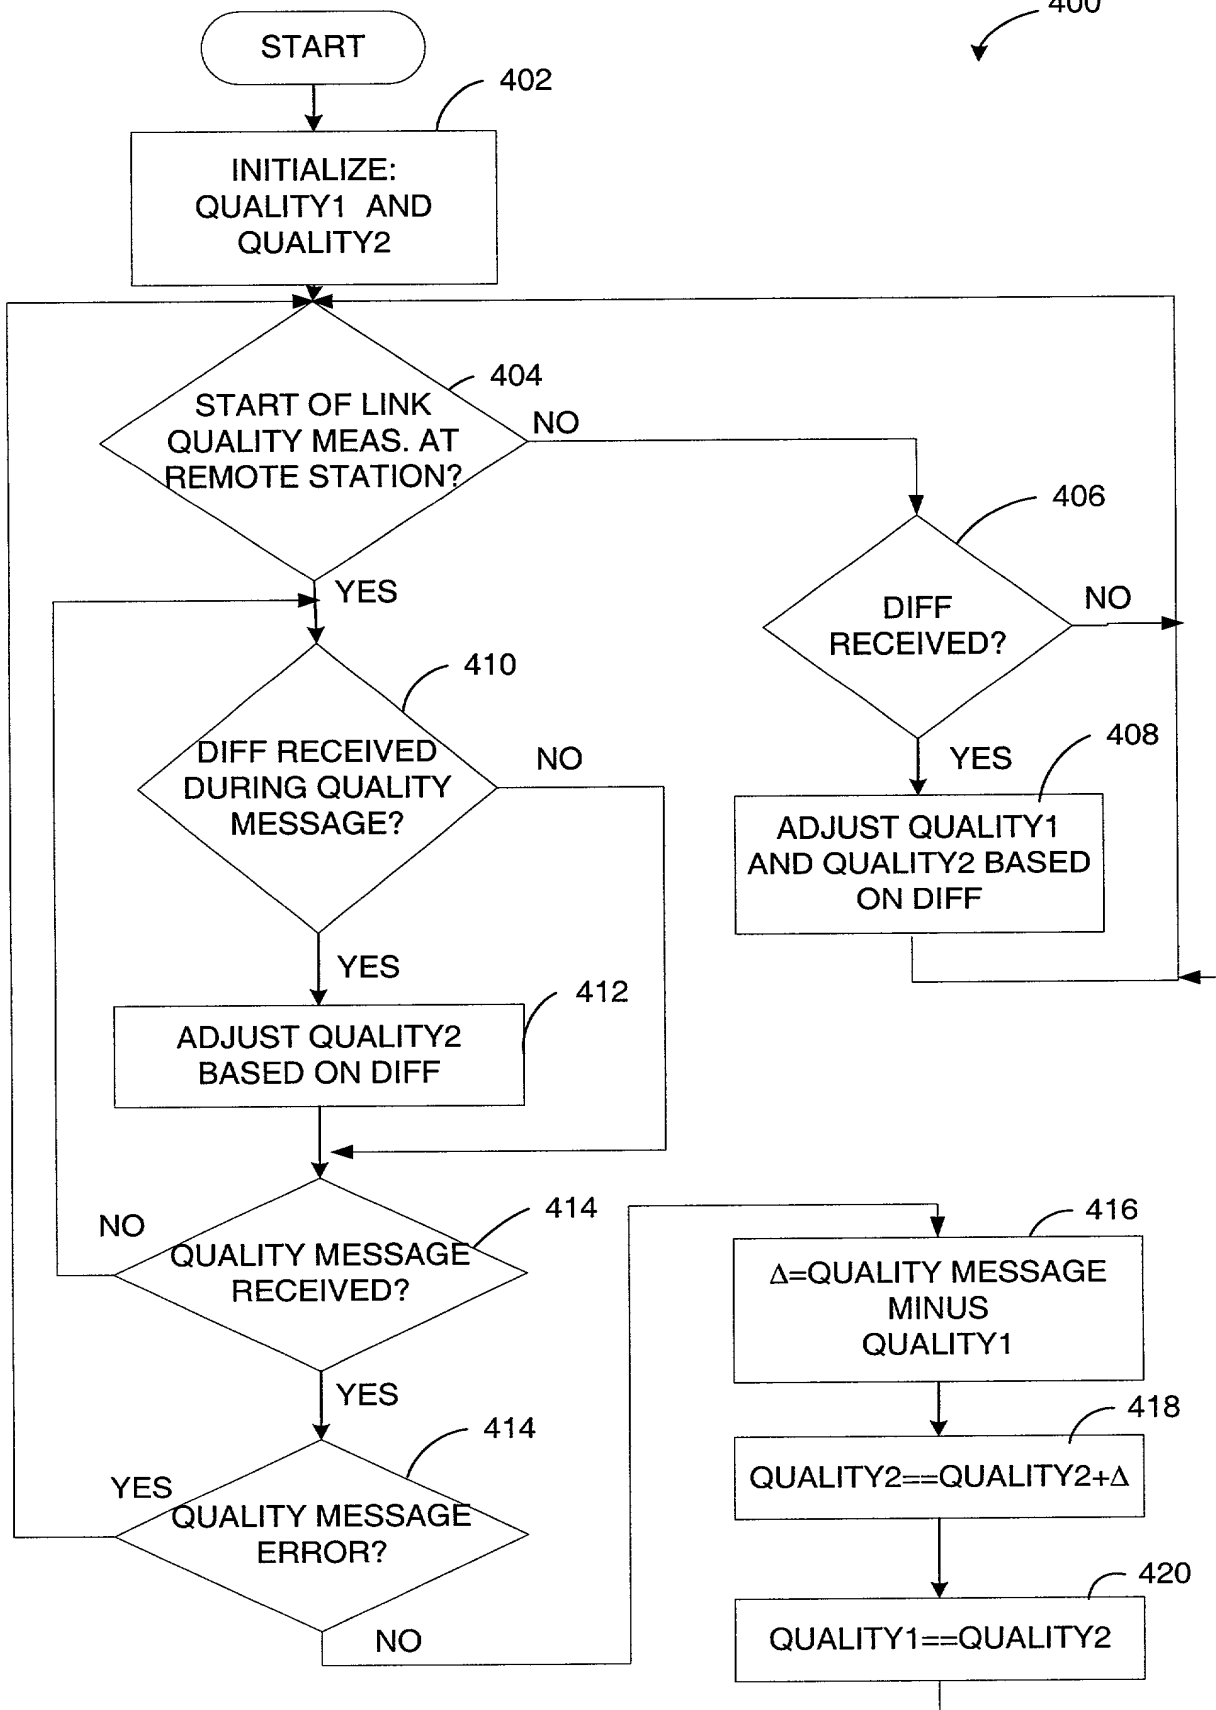 400
START
402
INITIALIZE:
QUALITY1 AND
QUALITY2
404
START OF LINK
QUALITY MEAS. AT
REMOTE STATION?
NO
YES
406
DIFF
RECEIVED?
NO
YES
408
ADJUST QUALITY1
AND QUALITY2 BASED
ON DIFF
410
DIFF RECEIVED
DURING QUALITY
MESSAGE?
NO
YES
412
ADJUST QUALITY2
BASED ON DIFF
414
NO
QUALITY MESSAGE
RECEIVED?
YES
414
YES
QUALITY MESSAGE
ERROR?
NO
416
Δ=QUALITY MESSAGE
MINUS
QUALITY1
418
QUALITY2==QUALITY2+Δ
420
QUALITY1==QUALITY2